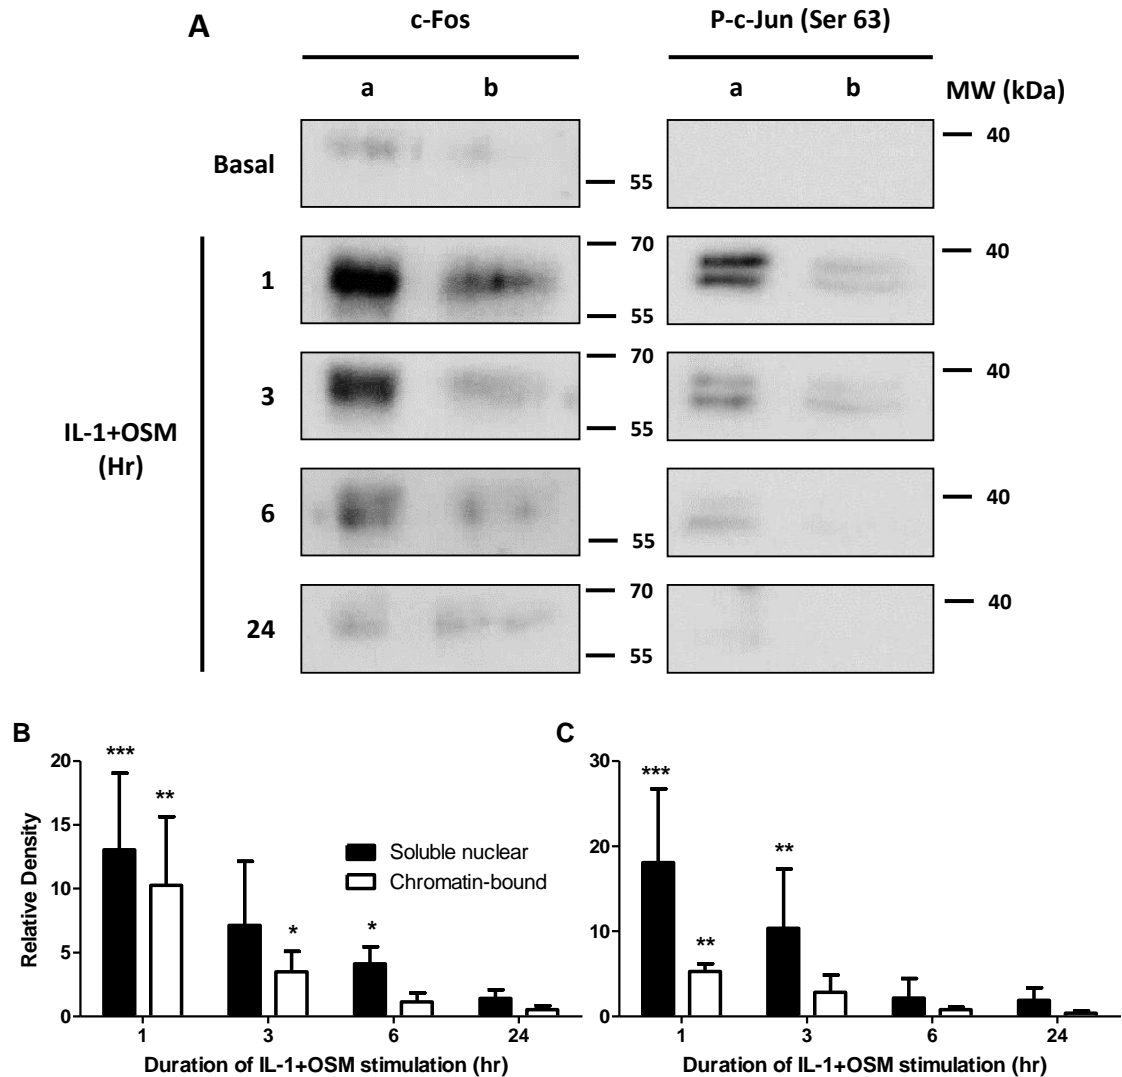 A
c-Fos
P-c-Jun (Ser 63)
a b a b MW (kDa)
Basal
40
55
1
70
55
40
IL-1+OSM
(Hr)
3
70
55
40
6
55
40
24
70
55
40
B
Relative Density
20
15
10
5
0
***
**
*
*
Soluble nuclear
Chromatin-bound
1 3 6 24
Duration of IL-1+OSM stimulation (hr)
C
30
20
10
0
***
**
**
1 3 6 24
Duration of IL-1+OSM stimulation (hr)